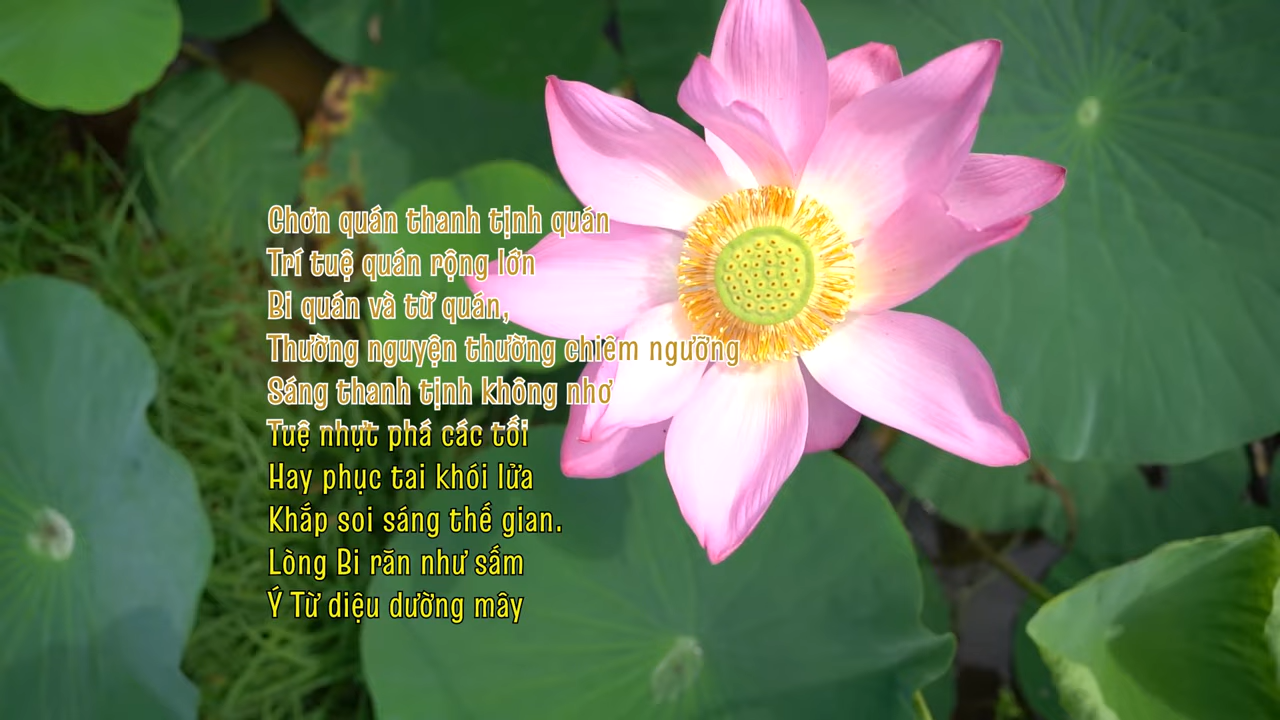 Chơn quán thanh tịnh quán
Trí tuệ quán rộng lớn
Bi quán và từ quán,
Thường nguyện thường chiêm ngưỡng
Sáng thanh tịnh không nhơ
Tuệ nhựt phá các tối
Hay phục tai khói lửa
Khắp soi sáng thế gian.
Lòng Bi răn như sấm
Ý Từ diệu dường mây